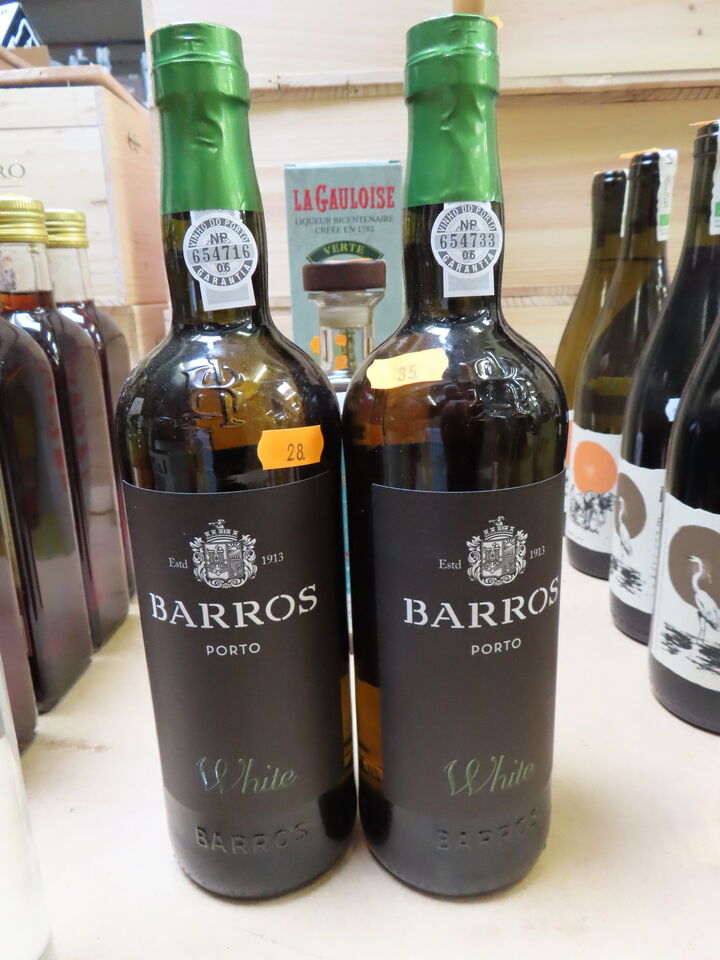 VINHO DO PORTO
NP
654716
06
GARANTIA
28.
Estd 1913
BARROS
PORTO
White
BARROS
VINHO DO PORTO
NP
654733
06
GARANTIA
35.
Estd 1913
BARROS
PORTO
White
BARROS
LA GAULOISE
LIQUEUR BICENTENAIRE
CRÉÉE EN 1783
VERTE
RO